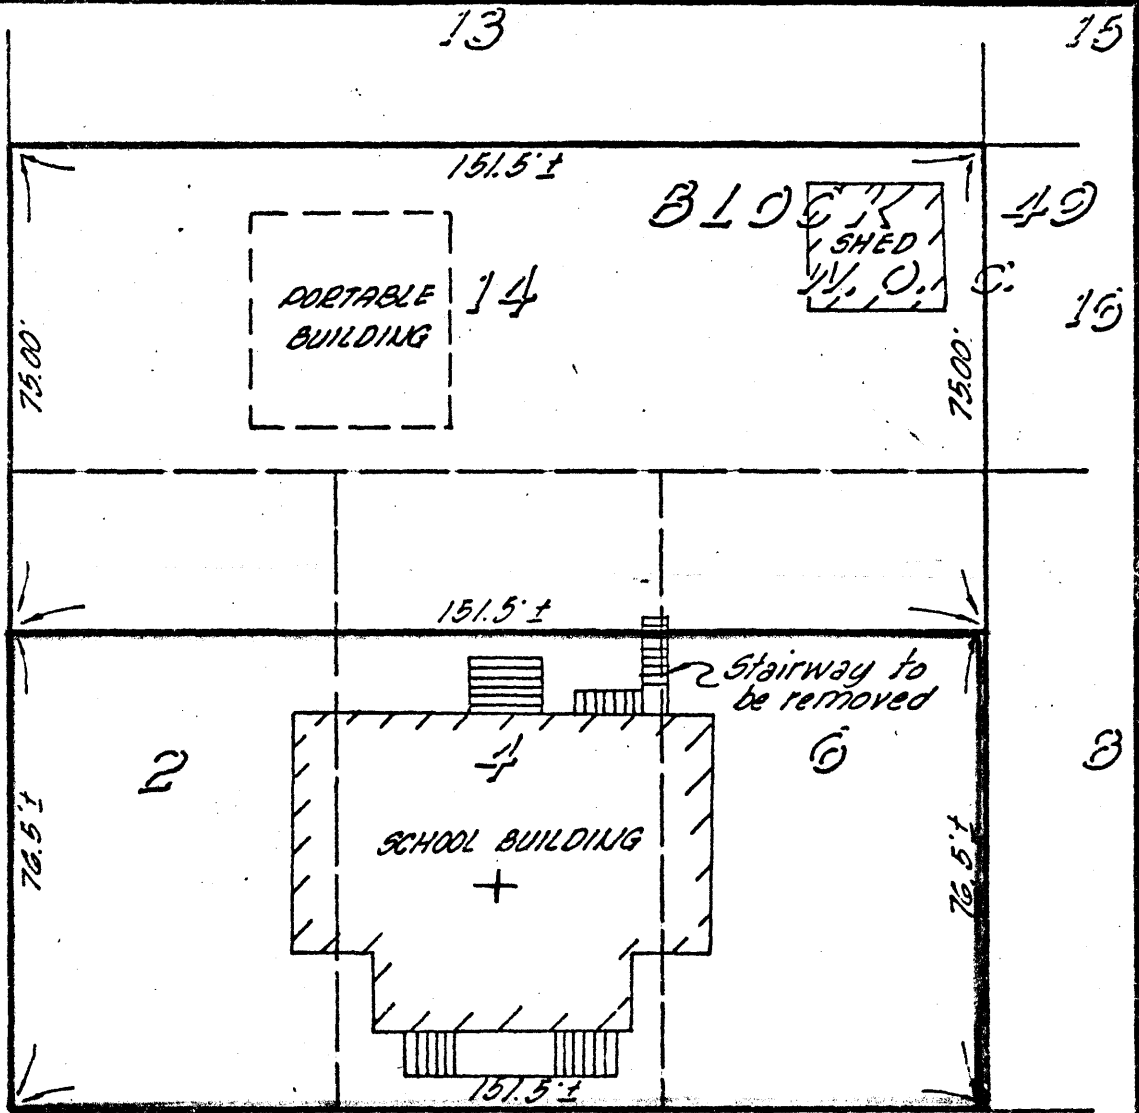 13
15
151.5'±
BLOCK 49
SHED
W. O. C.
PORTABLE
BUILDING
14
16
75.00'
75.00'
151.5'±
Stairway to
be removed
2
4
6
8
SCHOOL BUILDING
76.5'±
76.5'±
151.5'±